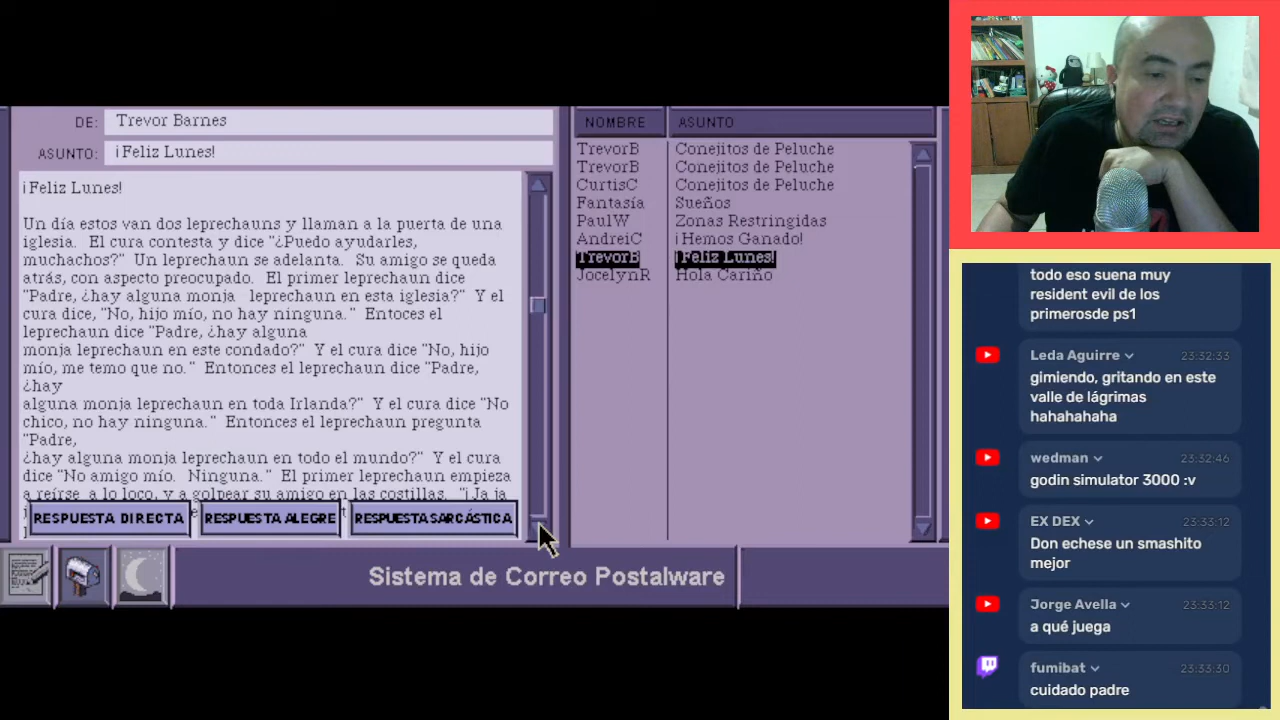 DE: Trevor Barnes
ASUNTO: ¡Feliz Lunes!
¡Feliz Lunes!
Un día estos van dos leprechauns y llaman a la puerta de una
iglesia. El cura contesta y dice "¿Puedo ayudarles,
muchachos?" Un leprechaun se adelanta. Su amigo se queda
atrás, con aspecto preocupado. El primer leprechaun dice
"Padre, ¿hay alguna monja leprechaun en esta iglesia?" Y el
cura dice, "No, hijo mío, no hay ninguna." Entoces el
leprechaun dice "Padre, ¿hay alguna
monja leprechaun en este condado?" Y el cura dice "No, hijo
mío, me temo que no." Entonces el leprechaun dice "Padre,
¿hay
alguna monja leprechaun en toda Irlanda?" Y el cura dice "No
chico, no hay ninguna." Entonces el leprechaun pregunta
"Padre,
¿hay alguna monja leprechaun en todo el mundo?" Y el cura
dice "No amigo mío. Ninguna." El primer leprechaun empieza
a reírse a lo loco, y a golpear su amigo en las costillas. "¡Ja ja
RESPUESTA DIRECTA RESPUESTA ALEGRE RESPUESTA SARCÁSTICA
NOMBRE ASUNTO
TrevorB Conejitos de Peluche
TrevorB Conejitos de Peluche
CurtisC Conejitos de Peluche
Fantasía Sueños
PaulW Zonas Restringidas
AndreiC ¡Hemos Ganado!
TrevorB ¡Feliz Lunes!
JocelynR Hola Cariño
Sistema de Correo Postalware
todo eso suena muy
resident evil de los
primerosde ps1
Leda Aguirre 23:32:33
gimiendo, gritando en este
valle de lágrimas
hahahahaha
wedman 23:32:46
godin simulator 3000 :v
EX DEX 23:33:12
Don echese un smashito
mejor
Jorge Avella 23:33:12
a qué juega
fumibat 23:33:30
cuidado padre